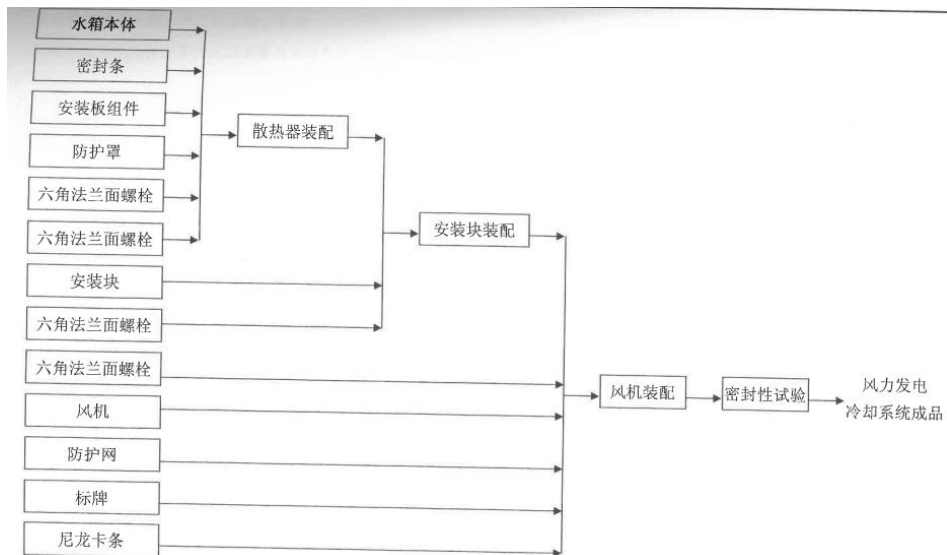 水箱本体
密封条
安装板组件
防护罩
六角法兰面螺栓
六角法兰面螺栓
安装块
六角法兰面螺栓
六角法兰面螺栓
风机
防护网
标牌
尼龙卡条
散热器装配
安装块装配
风机装配
密封性试验
风力发电
冷却系统成品